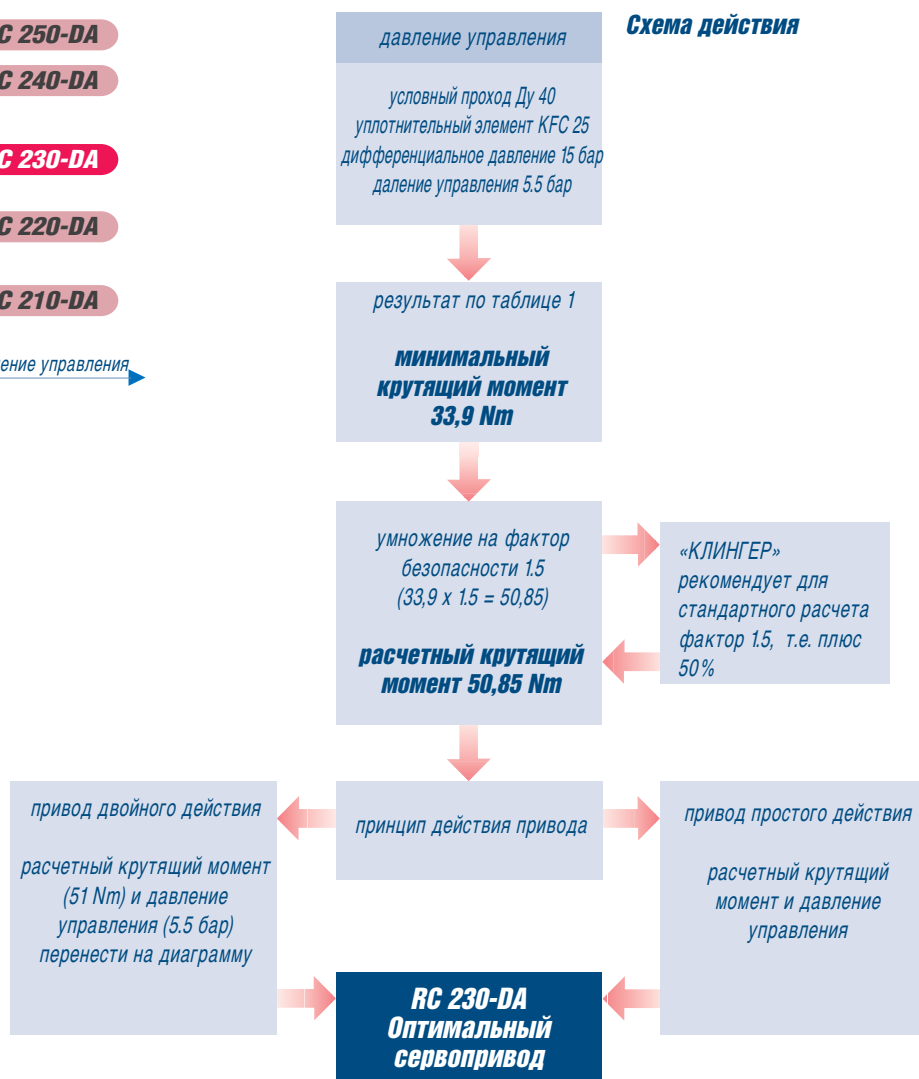 C 250-DA
C 240-DA
C 230-DA
C 220-DA
C 210-DA
ение управления
Схема действия
давление управления
условный проход Ду 40
уплотнительный элемент KFC 25
дифференциальное давление 15 бар
даление управления 5.5 бар
результат по таблице 1
минимальный
крутящий момент
33,9 Nm
умножение на фактор
безопасности 1.5
(33,9 x 1.5 = 50,85)
расчетный крутящий
момент 50,85 Nm
«КЛИНГЕР»
рекомендует для
стандартного расчета
фактор 1.5, т.е. плюс
50%
привод двойного действия
расчетный крутящий момент
(51 Nm) и давление
управления (5.5 бар)
перенести на диаграмму
принцип действия привода
привод простого действия
расчетный крутящий
момент и давление
управления
RC 230-DA
Оптимальный
сервопривод